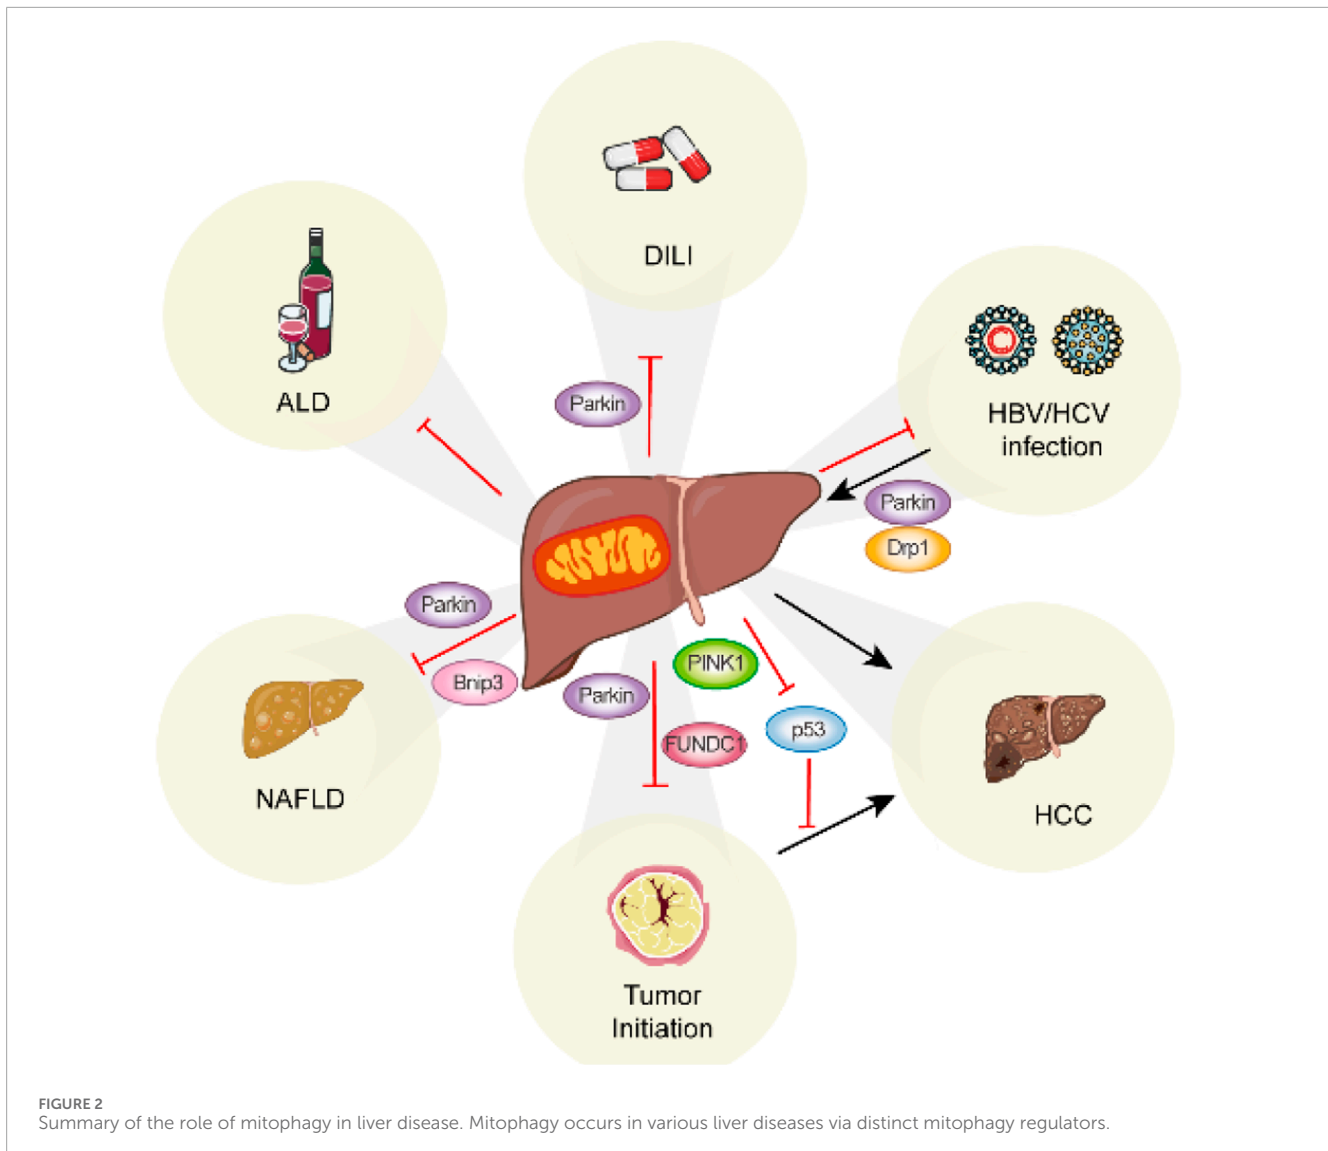 DILI
ALD
HBV/HCV
infection
Parkin
Parkin
Drp1
Parkin
Bnip3
Parkin
PINK1
FUNDC1
p53
NAFLD
HCC
Tumor
Initiation
FIGURE 2
Summary of the role of mitophagy in liver disease. Mitophagy occurs in various liver diseases via distinct mitophagy regulators.